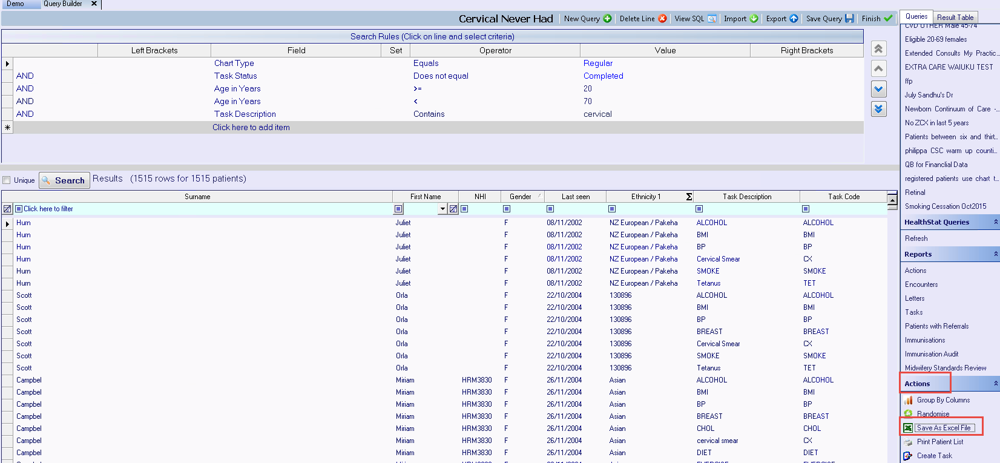 Demo Query Builder X
Cervical Never Had New Query Delete Line View SQL Import Export Save Query Finish
Search Rules (Click on line and select criteria)
Left Brackets Field Set Operator Value Right Brackets
Chart Type Equals Regular
AND Task Status Does not equal Completed
AND Age in Years >= 20
AND Age in Years < 70
AND Task Description Contains cervical
Click here to add item
Unique Search Results (1515 rows for 1515 patients)
Surname First Name NHI Gender Last seen Ethnicity 1 Σ Task Description Task Code
Click here to filter
Hurn Juliet F 08/11/2002 NZ European / Pakeha ALCOHOL ALCOHOL
Hurn Juliet F 08/11/2002 NZ European / Pakeha BMI BMI
Hurn Juliet F 08/11/2002 NZ European / Pakeha BP BP
Hurn Juliet F 08/11/2002 NZ European / Pakeha Cervical Smear CX
Hurn Juliet F 08/11/2002 NZ European / Pakeha SMOKE SMOKE
Hurn Juliet F 08/11/2002 NZ European / Pakeha Tetanus TET
Scott Orla F 22/10/2004 130896 ALCOHOL ALCOHOL
Scott Orla F 22/10/2004 130896 BMI BMI
Scott Orla F 22/10/2004 130896 BP BP
Scott Orla F 22/10/2004 130896 BREAST BREAST
Scott Orla F 22/10/2004 130896 Cervical Smear CX
Scott Orla F 22/10/2004 130896 SMOKE SMOKE
Scott Orla F 22/10/2004 130896 Tetanus TET
Campbel Miriam HRM3830 F 26/11/2004 Asian ALCOHOL ALCOHOL
Campbel Miriam HRM3830 F 26/11/2004 Asian BMI BMI
Campbel Miriam HRM3830 F 26/11/2004 Asian BP BP
Campbel Miriam HRM3830 F 26/11/2004 Asian BREAST BREAST
Campbel Miriam HRM3830 F 26/11/2004 Asian CHOL CHOL
Campbel Miriam HRM3830 F 26/11/2004 Asian cervical smear CX
Campbel Miriam HRM3830 F 26/11/2004 Asian DIET DIET
Queries Result Table
CVD OTHER Male 45-74
Eligible 20-69 females
Extended Consults My Practic...
EXTRA CARE WAIUKU TEST
ffp
July Sandhu's Dr
Newborn Continuum of Care -...
No ZCX in last 5 years
Patients between six and thirt...
philippa CSC warm up counti...
QB for Financlial Data
registered patients use chart t...
Retinal
Smoking Cessation Oct2015
HealthStat Queries
Refresh
Reports
Actions
Encounters
Letters
Tasks
Patients with Referrals
Immunisations
Immunisation Audit
Midwifery Standards Review
Actions
Group By Columns
Randomise
Save As Excel File
Print Patient List
Create Task